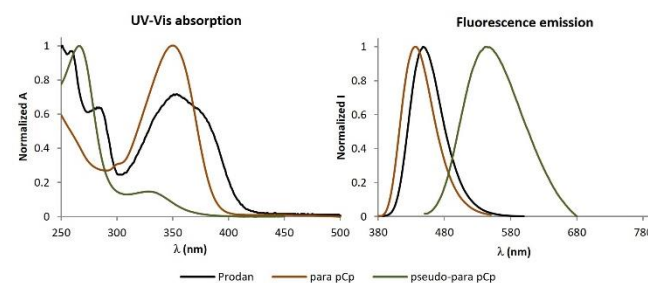 UV-Vis absorption
Normalized A
1
0.8
0.6
0.4
0.2
0
250 300 350 400 450 500
λ (nm)
Fluorescence emission
Normalized I
1
0.8
0.6
0.4
0.2
0
380 480 580 680 780
λ (nm)
Prodan para pCp pseudo-para pCp